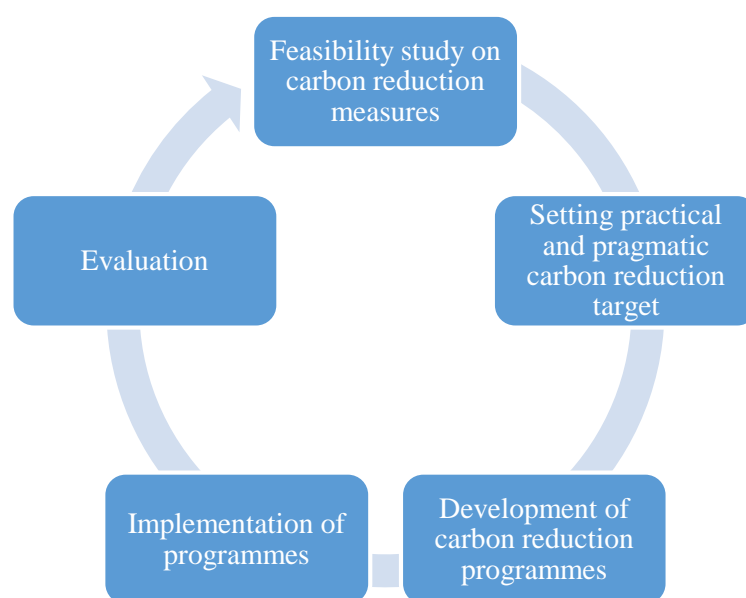 Feasibility study on
carbon reduction
measures
Setting practical
and pragmatic
carbon reduction
target
Development of
carbon reduction
programmes
Implementation of
programmes
Evaluation